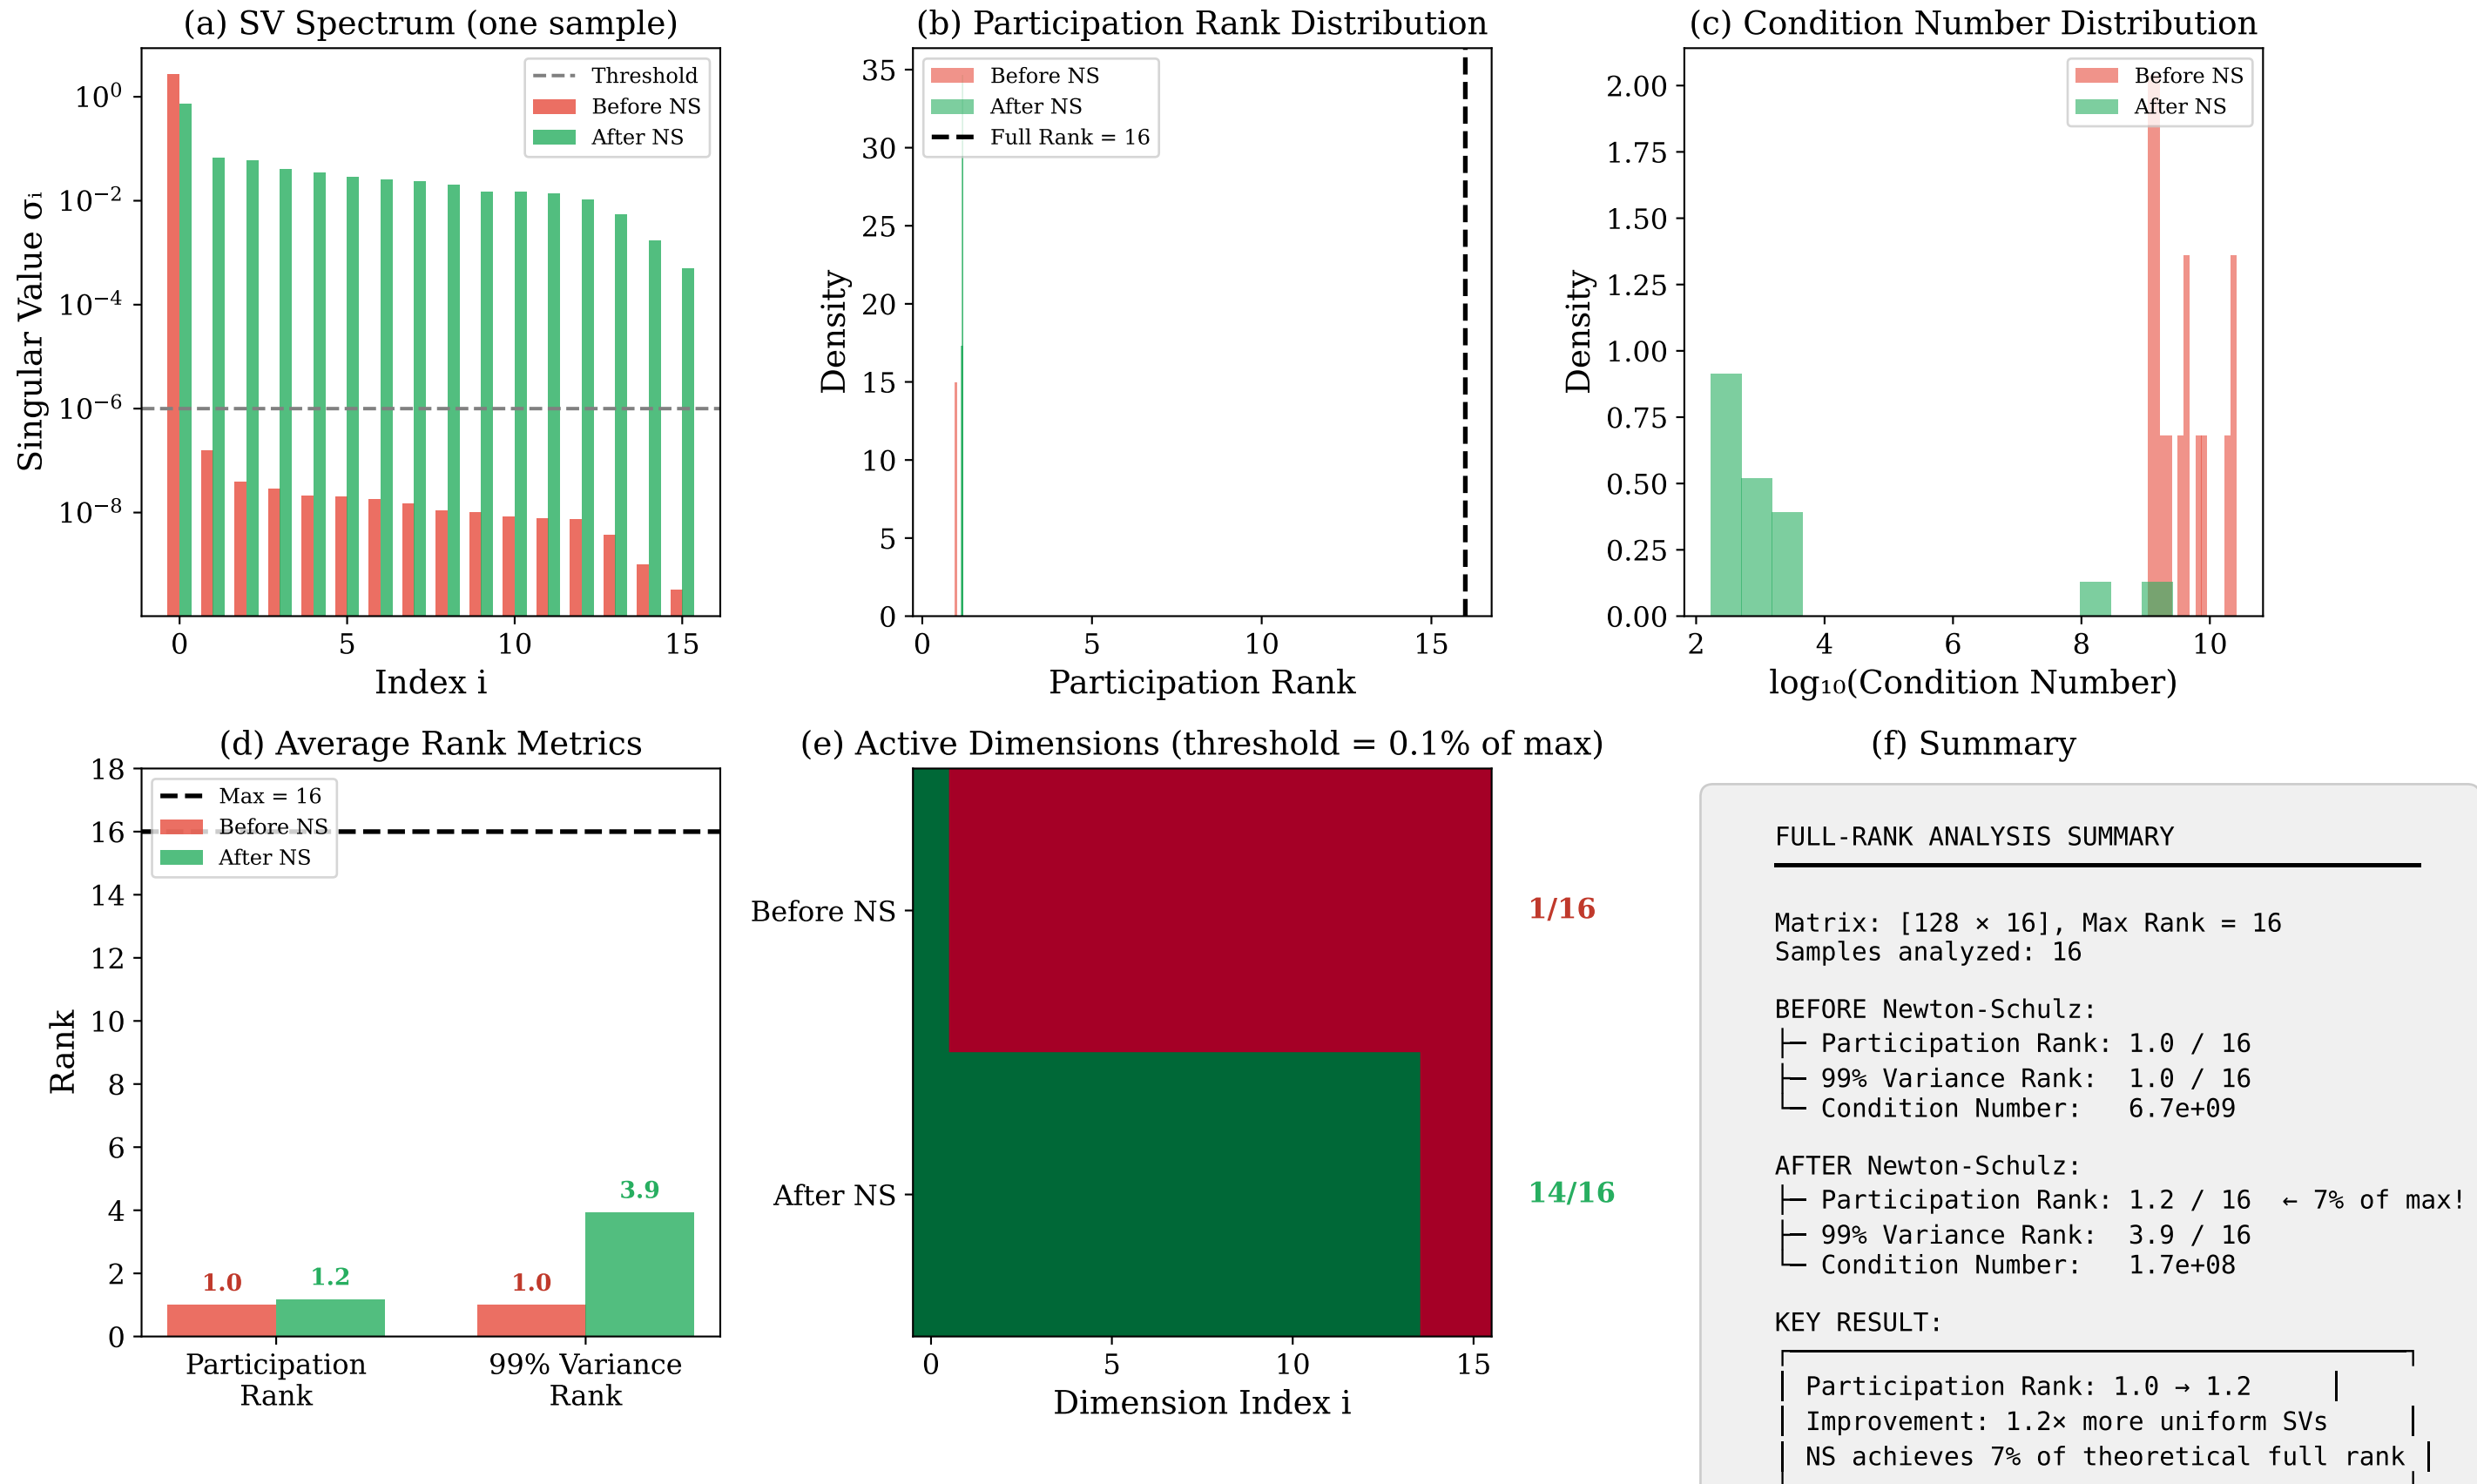 (a) SV Spectrum (one sample)
Singular Value σᵢ
10⁰
10⁻²
10⁻⁴
10⁻⁶
10⁻⁸
Threshold
Before NS
After NS
0 5 10 15
Index i
(b) Participation Rank Distribution
Density
35
30
25
20
15
10
5
0
Before NS
After NS
Full Rank = 16
0 5 10 15
Participation Rank
(c) Condition Number Distribution
Density
2.00
1.75
1.50
1.25
1.00
0.75
0.50
0.25
0.00
Before NS
After NS
2 4 6 8 10
log₁₀(Condition Number)
(d) Average Rank Metrics
Rank
18
16
14
12
10
8
6
4
2
0
Max = 16
Before NS
After NS
1.0
1.2
1.0
3.9
Participation
Rank
99% Variance
Rank
(e) Active Dimensions (threshold = 0.1% of max)
Before NS
1/16
After NS
14/16
0 5 10 15
Dimension Index i
(f) Summary
FULL-RANK ANALYSIS SUMMARY
Matrix: [128 × 16], Max Rank = 16
Samples analyzed: 16
BEFORE Newton-Schulz:
├─ Participation Rank: 1.0 / 16
├─ 99% Variance Rank: 1.0 / 16
└─ Condition Number: 6.7e+09
AFTER Newton-Schulz:
├─ Participation Rank: 1.2 / 16 ← 7% of max!
├─ 99% Variance Rank: 3.9 / 16
└─ Condition Number: 1.7e+08
KEY RESULT:
Participation Rank: 1.0 → 1.2
Improvement: 1.2× more uniform SVs
NS achieves 7% of theoretical full rank